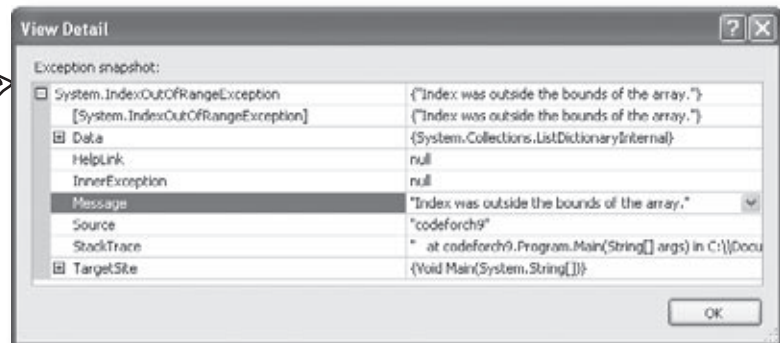 View Detail
Exception snapshot:
System.IndexOutOfRangeException {"Index was outside the bounds of the array."}
[System.IndexOutOfRangeException] {"Index was outside the bounds of the array."}
Data {System.Collections.ListDictionaryInternal}
HelpLink null
InnerException null
Message "Index was outside the bounds of the array."
Source "codeforch9"
StackTrace " at codeforch9.Program.Main(String[] args) in C:\\Docu
TargetSite {Void Main(System.String[])}
OK